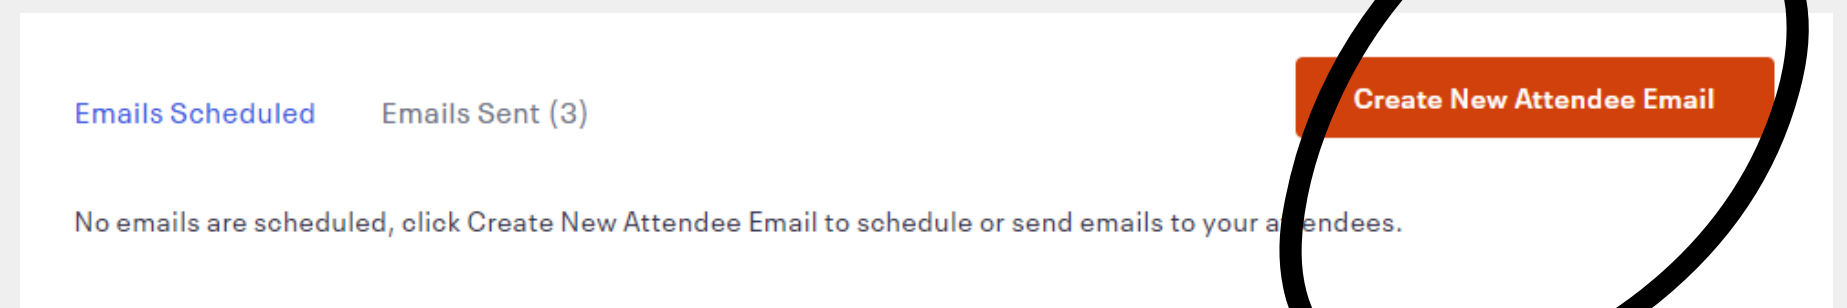 Emails Scheduled Emails Sent (3)
Create New Attendee Email
No emails are scheduled, click Create New Attendee Email to schedule or send emails to your attendees.